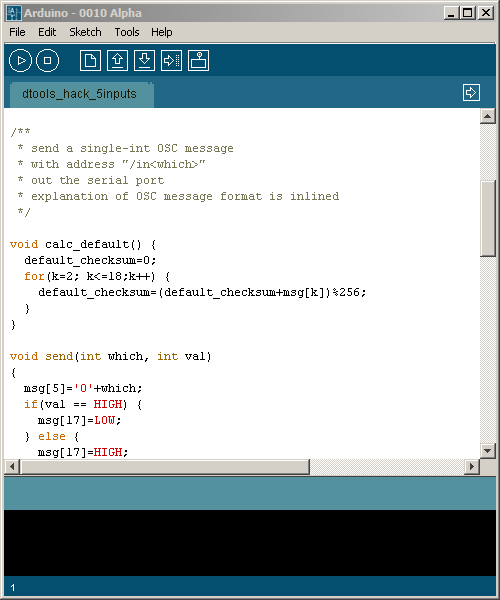 Arduino - 0010 Alpha
File Edit Sketch Tools Help
dtools_hack_5inputs
/**
 * send a single-int OSC message
 * with address "/in<which>"
 * out the serial port
 * explanation of OSC message format is inlined
 */
void calc_default() {
  default_checksum=0;
  for(k=2; k<=18;k++) {
    default_checksum=(default_checksum+msg[k])%256;
  }
}
void send(int which, int val)
{
  msg[5]='0'+which;
  if(val == HIGH) {
    msg[17]=LOW;
  } else {
    msg[17]=HIGH;
1